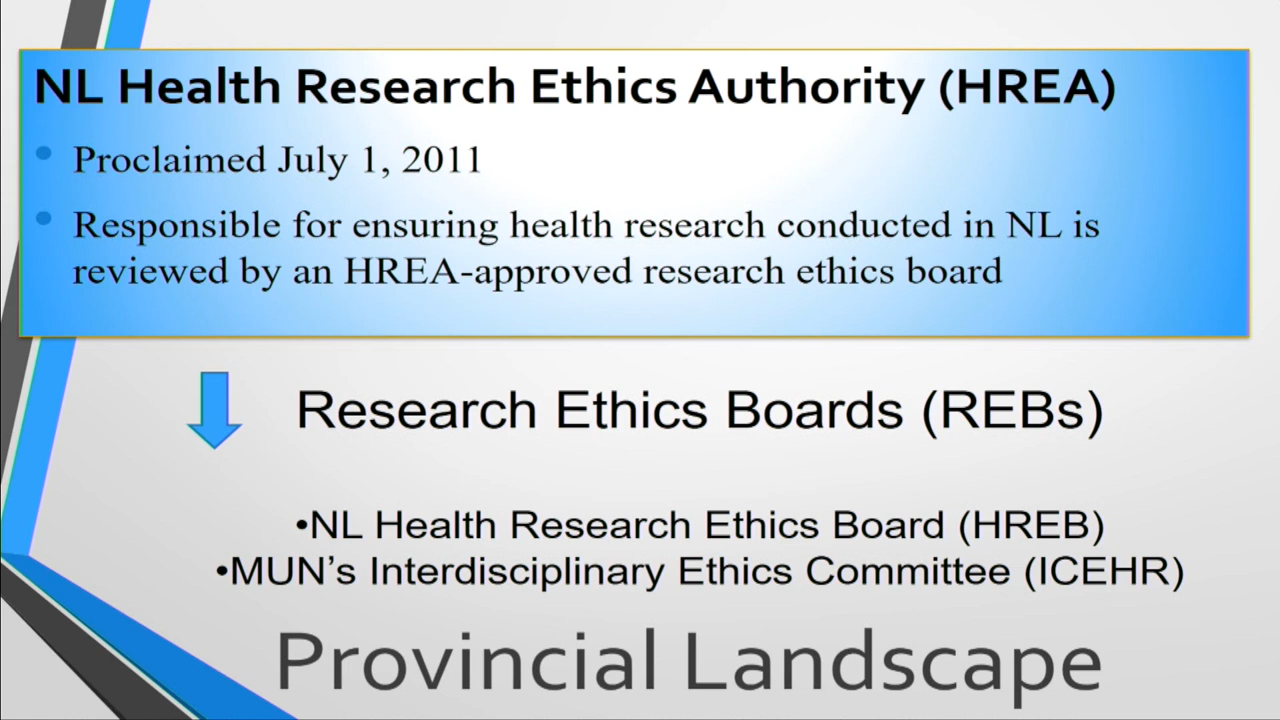 NL Health Research Ethics Authority (HREA)
• Proclaimed July 1, 2011
• Responsible for ensuring health research conducted in NL is
reviewed by an HREA-approved research ethics board
Research Ethics Boards (REBs)
•NL Health Research Ethics Board (HREB)
•MUN’s Interdisciplinary Ethics Committee (ICEHR)
Provincial Landscape